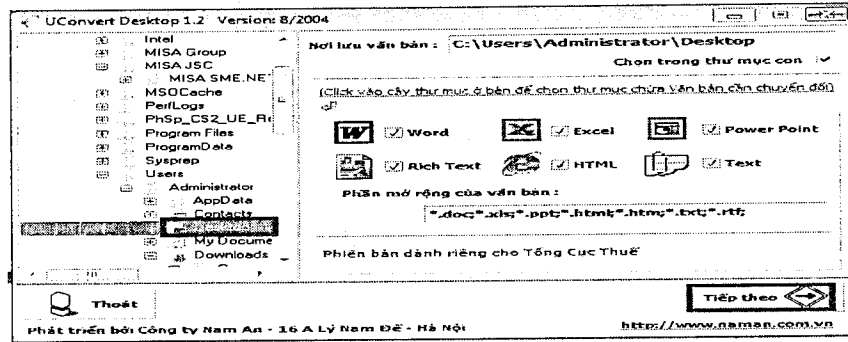 UConvert Desktop 1.2 Version: 8/2004
Intel
MISA Group
MISA JSC
MISA SME.NE
MSOCache
PerfLogs
PhSp_CS2_UE_R
Program Files
ProgramData
Sysprep
Users
Administrator
AppData
Contacts
My Docume
Downloads
Nơi lưu văn bản : C:\Users\Administrator\Desktop
Chọn trong thư mục con
(Click vào cây thư mục ở bên để chọn thư mục chứa Văn bản cần chuyển đổi)
Word Excel Power Point
Rich Text HTML Text
Phần mở rộng của văn bản :
*.doc;*.xls;*.ppt;*.html;*.htm;*.txt;*.rtf;
Phiên bản dành riêng cho Tổng Cục Thuế
Thoát
Tiếp theo
Phát triển bởi Công ty Nam An - 16 A Lý Nam Đế - Hà Nội
http://www.naman.com.vn